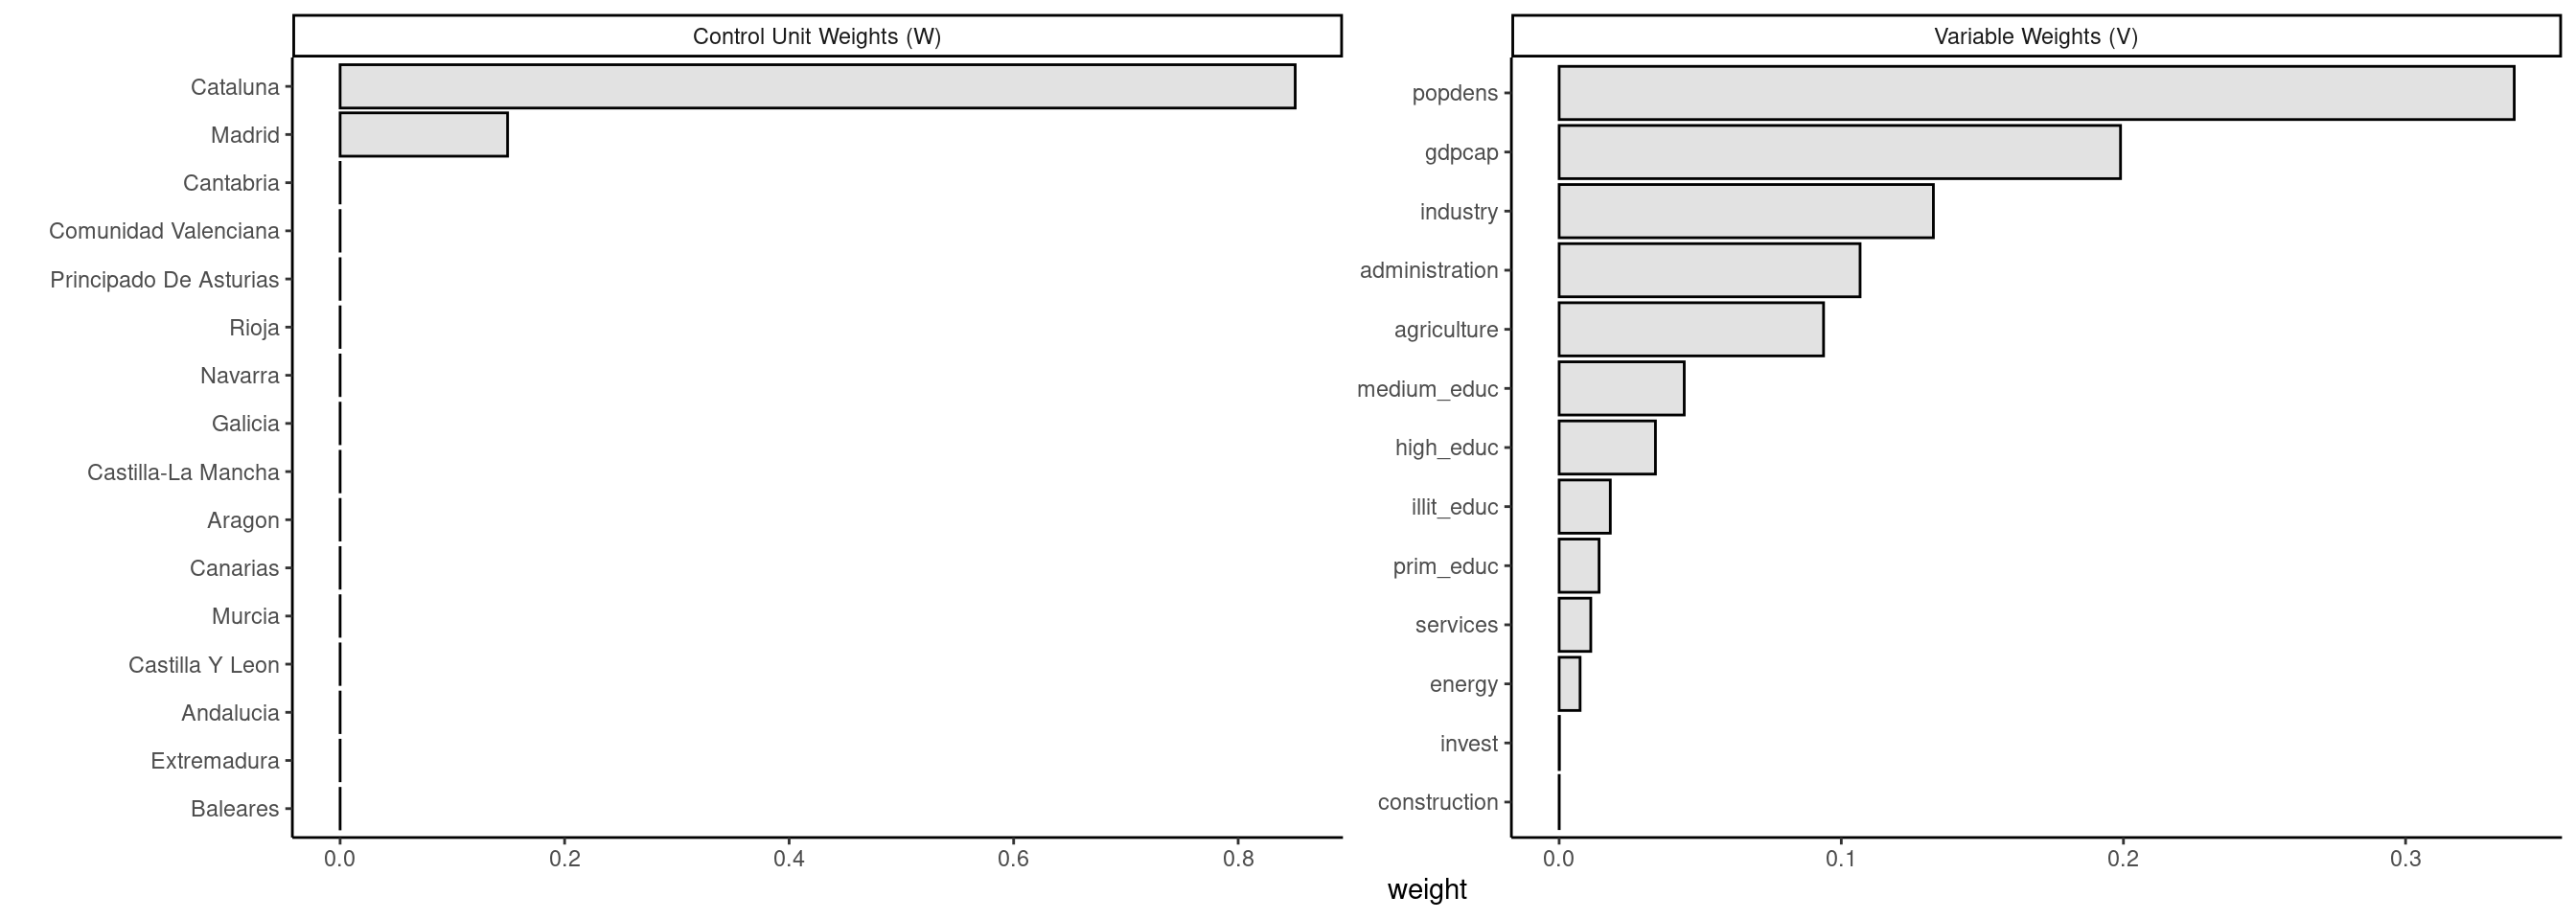 Control Unit Weights (W)
Cataluna
Madrid
Cantabria
Comunidad Valenciana
Principado De Asturias
Rioja
Navarra
Galicia
Castilla-La Mancha
Aragon
Canarias
Murcia
Castilla Y Leon
Andalucia
Extremadura
Baleares
0.0 0.2 0.4 0.6 0.8
Variable Weights (V)
popdens
gdpcap
industry
administration
agriculture
medium_educ
high_educ
illit_educ
prim_educ
services
energy
invest
construction
0.0 0.1 0.2 0.3
weight